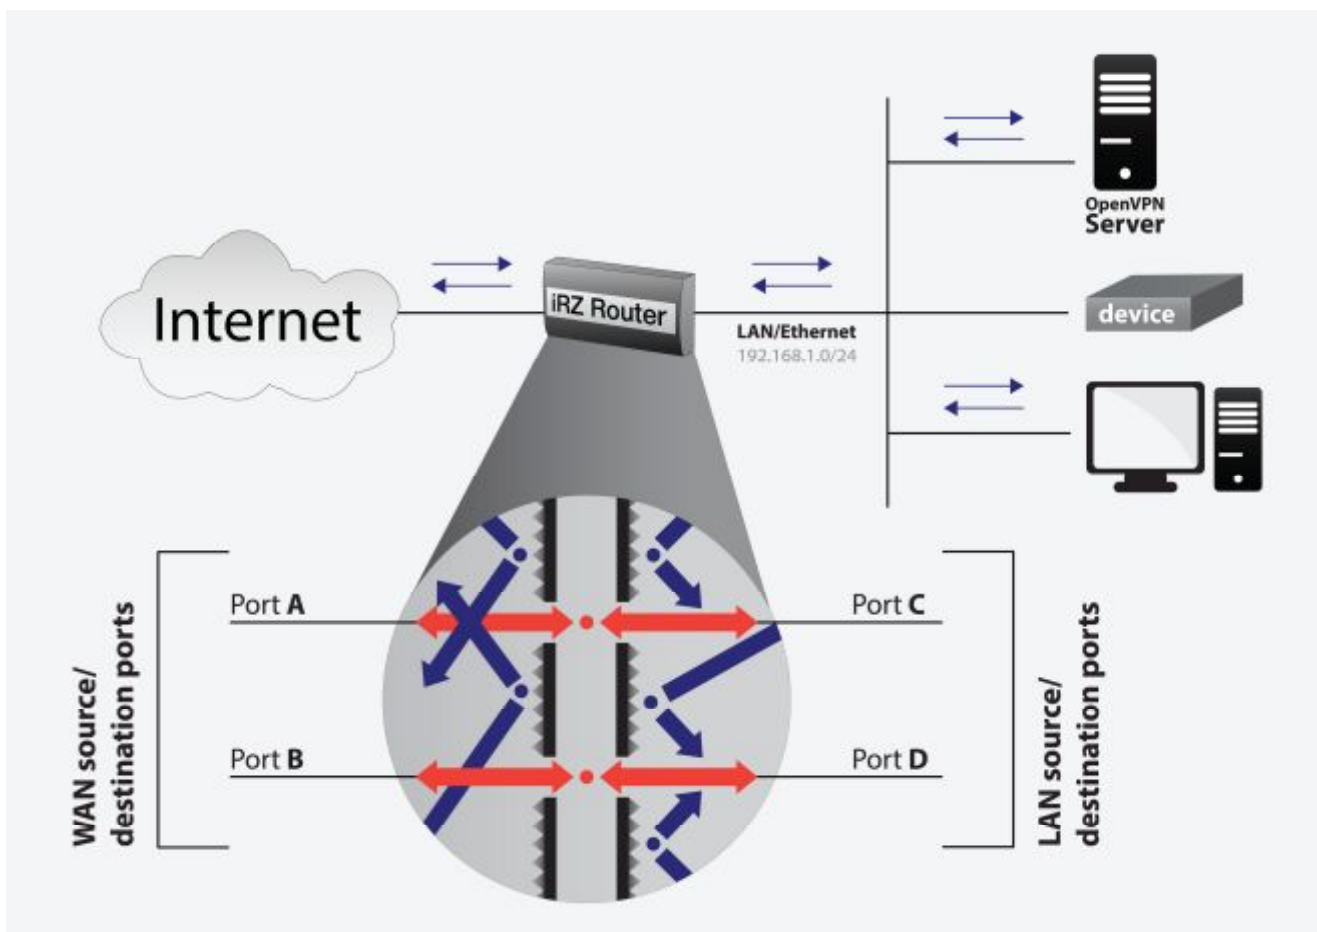 OpenVPN
Server
Internet
iRZ Router
LAN/Ethernet
192.168.1.0/24
device
WAN source/
destination ports
Port A
Port B
Port C
Port D
LAN source/
destination ports